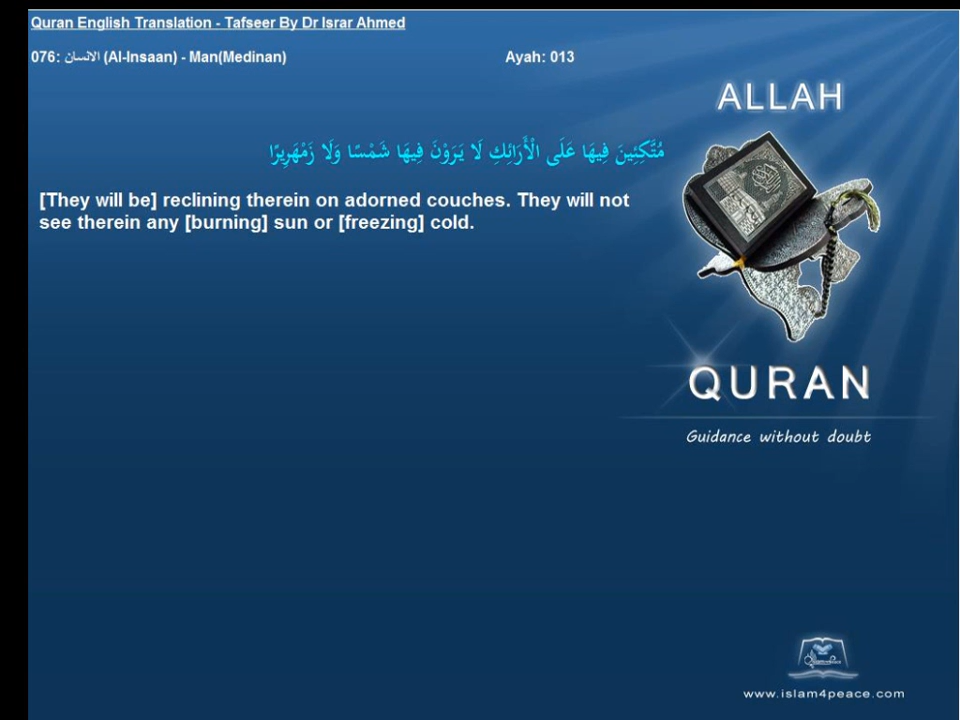 Quran English Translation - Tafseer By Dr Israr Ahmed
076: الانسان (Al-Insaan) - Man(Medinan)
Ayah: 013
ALLAH
مُتَّكِئِينَ فِيهَا عَلَى الْأَرَائِكِ لَا يَرَوْنَ فِيهَا شَمْسًا وَلَا زَمْهَرِيرًا
[They will be] reclining therein on adorned couches. They will not
see therein any [burning] sun or [freezing] cold.
QURAN
Guidance without doubt
www.islam4peace.com